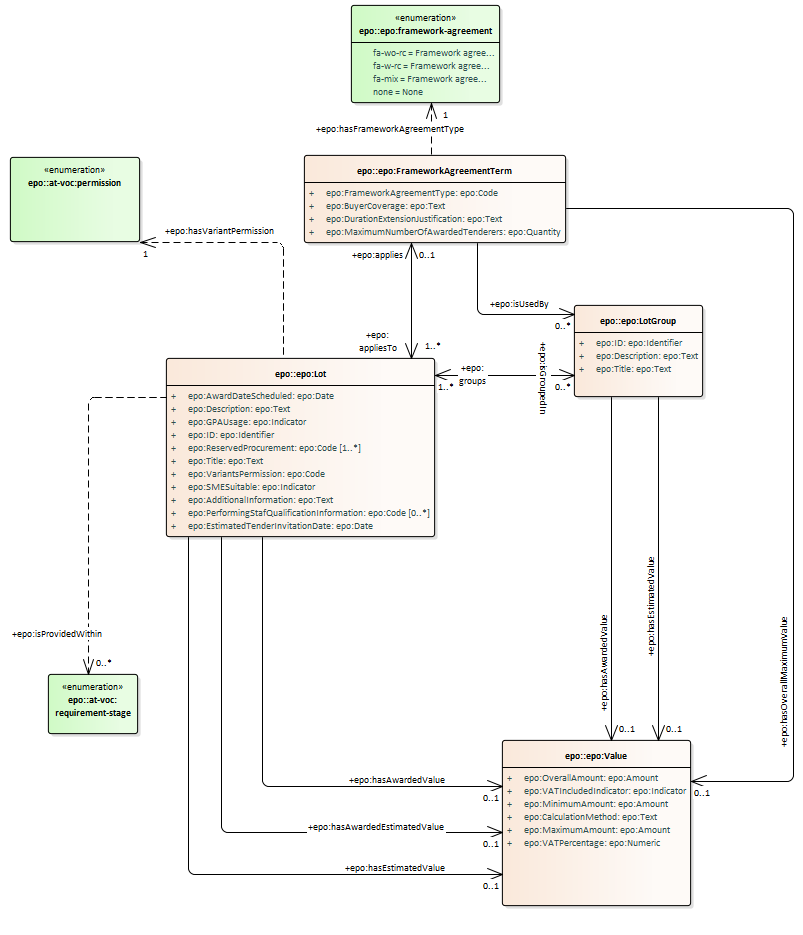 «enumeration»
epo::epo:framework-agreement
fa-wo-rc = Framework agree...
fa-w-rc = Framework agree...
fa-mix = Framework agree...
none = None
1
+epo:hasFrameworkAgreementType
«enumeration»
epo::at-voc:permission
epo::epo:FrameworkAgreementTerm
+ epo:FrameworkAgreementType: epo:Code
+ epo:BuyerCoverage: epo:Text
+ epo:DurationExtensionJustification: epo:Text
+ epo:MaximumNumberOfAwardedTenderers: epo:Quantity
+epo:hasVariantPermission
1
+epo:applies
0..1
+epo:isUsedBy
0..*
epo::epo:LotGroup
+ epo:ID: epo:Identifier
+ epo:Description: epo:Text
+ epo:Title: epo:Text
+epo:
appliesTo
1..*
+epo:
groups
1..*
+epo:isGroupedIn
0..*
epo::epo:Lot
+ epo:AwardDateScheduled: epo:Date
+ epo:Description: epo:Text
+ epo:GPAUsage: epo:Indicator
+ epo:ID: epo:Identifier
+ epo:ReservedProcurement: epo:Code [1..*]
+ epo:Title: epo:Text
+ epo:VariantsPermission: epo:Code
+ epo:SMESuitable: epo:Indicator
+ epo:AdditionalInformation: epo:Text
+ epo:PerformingStafQualificationInformation: epo:Code [0..*]
+ epo:EstimatedTenderInvitationDate: epo:Date
+epo:isProvidedWithin
0..*
«enumeration»
epo::at-voc:
requirement-stage
+epo:hasAwardedValue
0..1
+epo:hasEstimatedValue
0..1
+epo:hasOverallMaximumValue
0..1
epo::epo:Value
+ epo:OverallAmount: epo:Amount
+ epo:VATIncludedIndicator: epo:Indicator
+ epo:MinimumAmount: epo:Amount
+ epo:CalculationMethod: epo:Text
+ epo:MaximumAmount: epo:Amount
+ epo:VATPercentage: epo:Numeric
+epo:hasAwardedValue
0..1
+epo:hasAwardedEstimatedValue
0..1
+epo:hasEstimatedValue
0..1